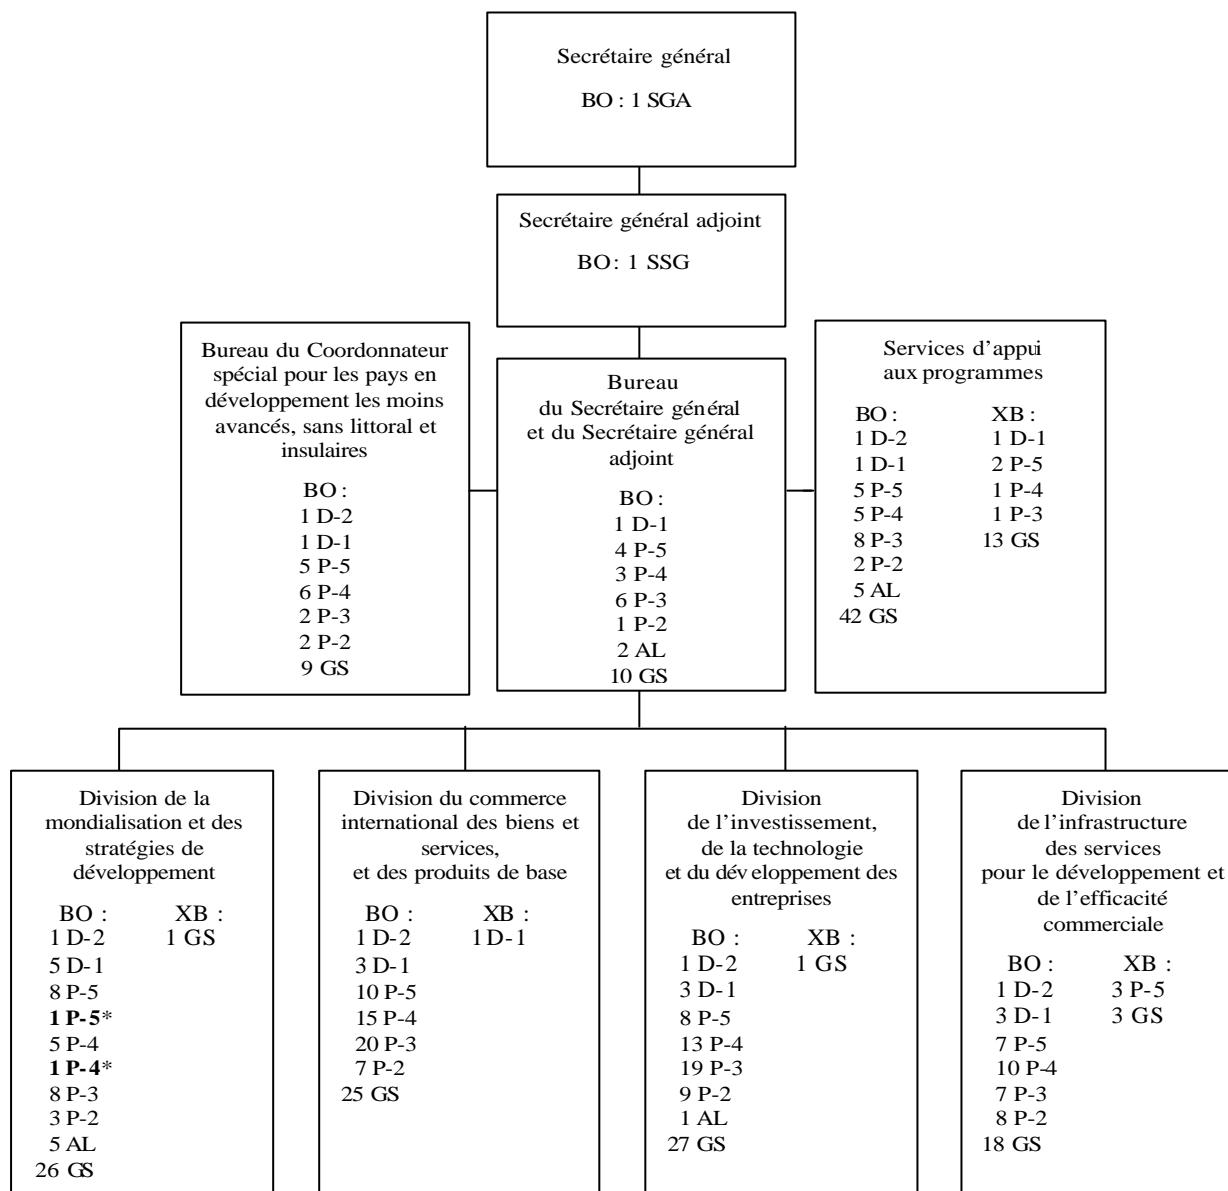 Secrétaire général
BO : 1 SGA
Secrétaire général adjoint
BO : 1 SSG
Bureau du Coordonnateur
spécial pour les pays en
développement les moins
avancés, sans littoral et
insulaires
BO :
1 D-2
1 D-1
5 P-5
6 P-4
2 P-3
2 P-2
9 GS
Bureau
du Secrétaire général
et du Secrétaire général
adjoint
BO :
1 D-1
4 P-5
3 P-4
6 P-3
1 P-2
2 AL
10 GS
Services d'appui
aux programmes
BO : XB :
1 D-2 1 D-1
1 D-1 2 P-5
5 P-5 1 P-4
5 P-4 1 P-3
8 P-3 13 GS
2 P-2
5 AL
42 GS
Division de la
mondialisation et des
stratégies de
développement
BO : XB :
1 D-2 1 GS
5 D-1
8 P-5
1 P-5*
5 P-4
1 P-4*
8 P-3
3 P-2
5 AL
26 GS
Division du commerce
international des biens et
services,
et des produits de base
BO : XB :
1 D-2 1 D-1
3 D-1
10 P-5
15 P-4
20 P-3
7 P-2
25 GS
Division
de l'investissement,
de la technologie
et du développement des
entreprises
BO : XB :
1 D-2 1 GS
3 D-1
8 P-5
13 P-4
19 P-3
9 P-2
1 AL
27 GS
Division
de l'infrastructure
des services
pour le développement et
de l'efficacité
commerciale
BO : XB :
1 D-2 3 P-5
3 D-1 3 GS
7 P-5
10 P-4
7 P-3
8 P-2
18 GS